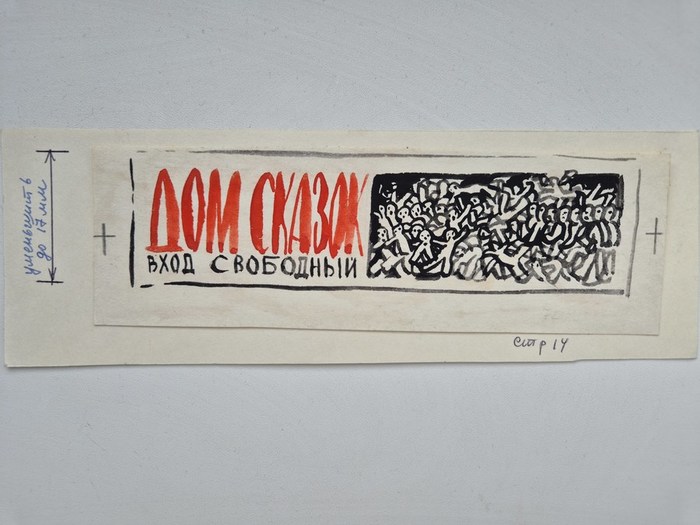 уменьшить
до 17 мм
ДОМ СКАЗОК
ВХОД СВОБОДНЫЙ
стр 14